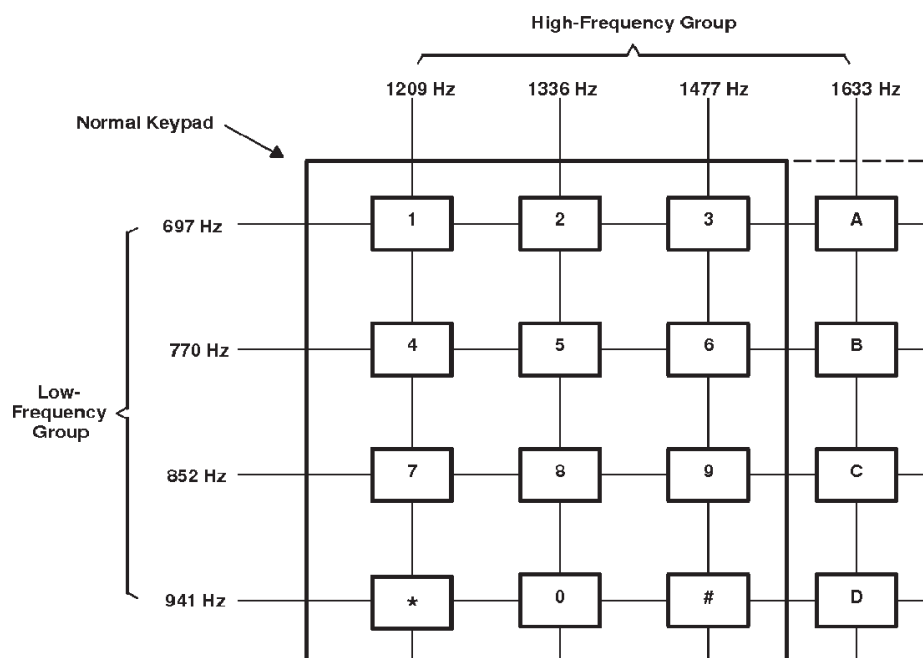 High-Frequency Group
1209 Hz 1336 Hz 1477 Hz 1633 Hz
Normal Keypad
697 Hz 1 2 3 A
770 Hz 4 5 6 B
Low-
Frequency
Group
852 Hz 7 8 9 C
941 Hz * 0 # D